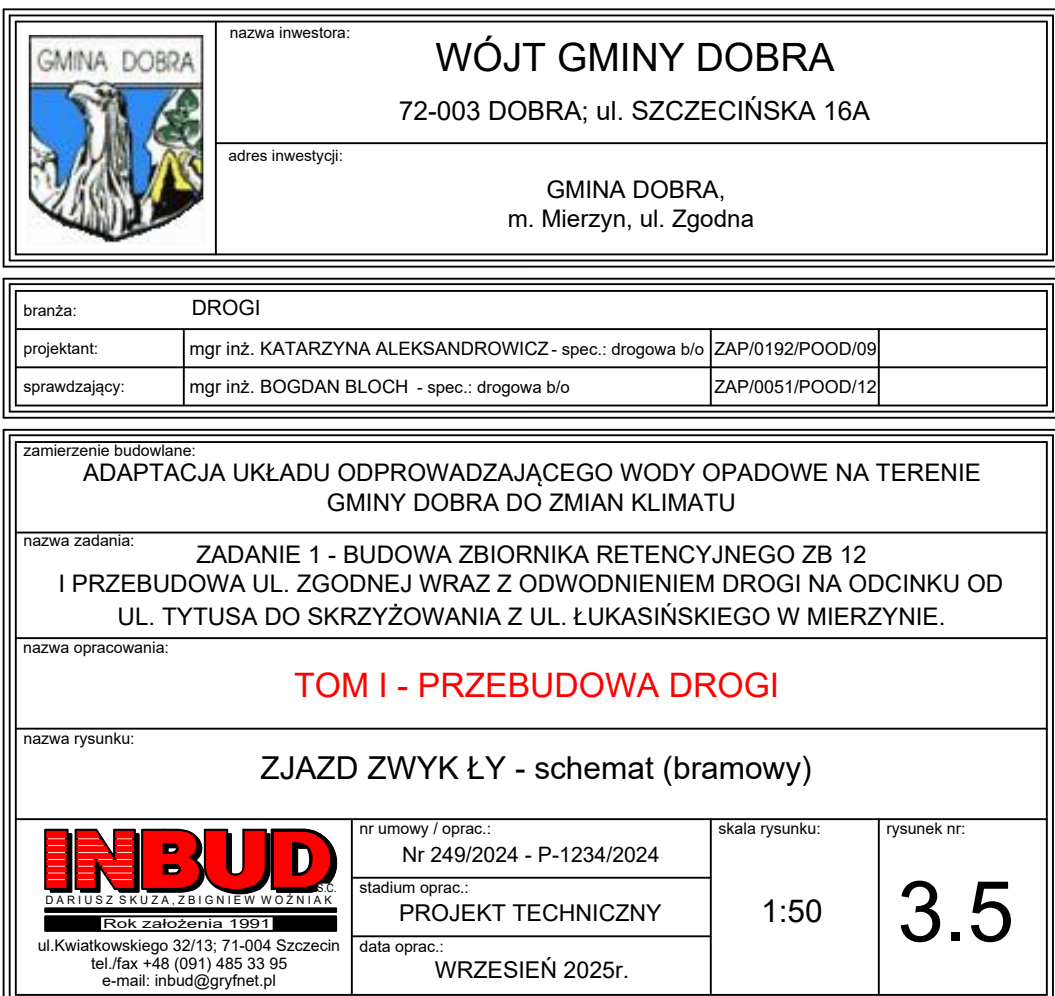 GMINA DOBRA
nazwa inwestora:
WÓJT GMINY DOBRA
72-003 DOBRA; ul. SZCZECIŃSKA 16A
adres inwestycji:
GMINA DOBRA,
m. Mierzyn, ul. Zgodna
branża: DROGI
projektant: mgr inż. KATARZYNA ALEKSANDROWICZ - spec.: drogowa b/o ZAP/0192/POOD/09
sprawdzający: mgr inż. BOGDAN BLOCH - spec.: drogowa b/o ZAP/0051/POOD/12
zamierzenie budowlane:
ADAPTACJA UKŁADU ODPROWADZAJĄCEGO WODY OPADOWE NA TERENIE
GMINY DOBRA DO ZMIAN KLIMATU
nazwa zadania:
ZADANIE 1 - BUDOWA ZBIORNIKA RETENCYJNEGO ZB 12
I PRZEBUDOWA UL. ZGODNEJ WRAZ Z ODWODNIENIEM DROGI NA ODCINKU OD
UL. TYTUSA DO SKRZYŻOWANIA Z UL. ŁUKASIŃSKIEGO W MIERZYNIE.
nazwa opracowania:
TOM I - PRZEBUDOWA DROGI
nazwa rysunku:
ZJAZD ZWYK ŁY - schemat (bramowy)
INBUD
S.C.
DARIUSZ SKUZA, ZBIGNIEW WOŹNIAK
Rok założenia 1991
ul.Kwiatkowskiego 32/13; 71-004 Szczecin
tel./fax +48 (091) 485 33 95
e-mail: inbud@gryfnet.pl
nr umowy / oprac.:
Nr 249/2024 - P-1234/2024
stadium oprac.:
PROJEKT TECHNICZNY
data oprac.:
WRZESIEŃ 2025r.
skala rysunku:
1:50
rysunek nr:
3.5